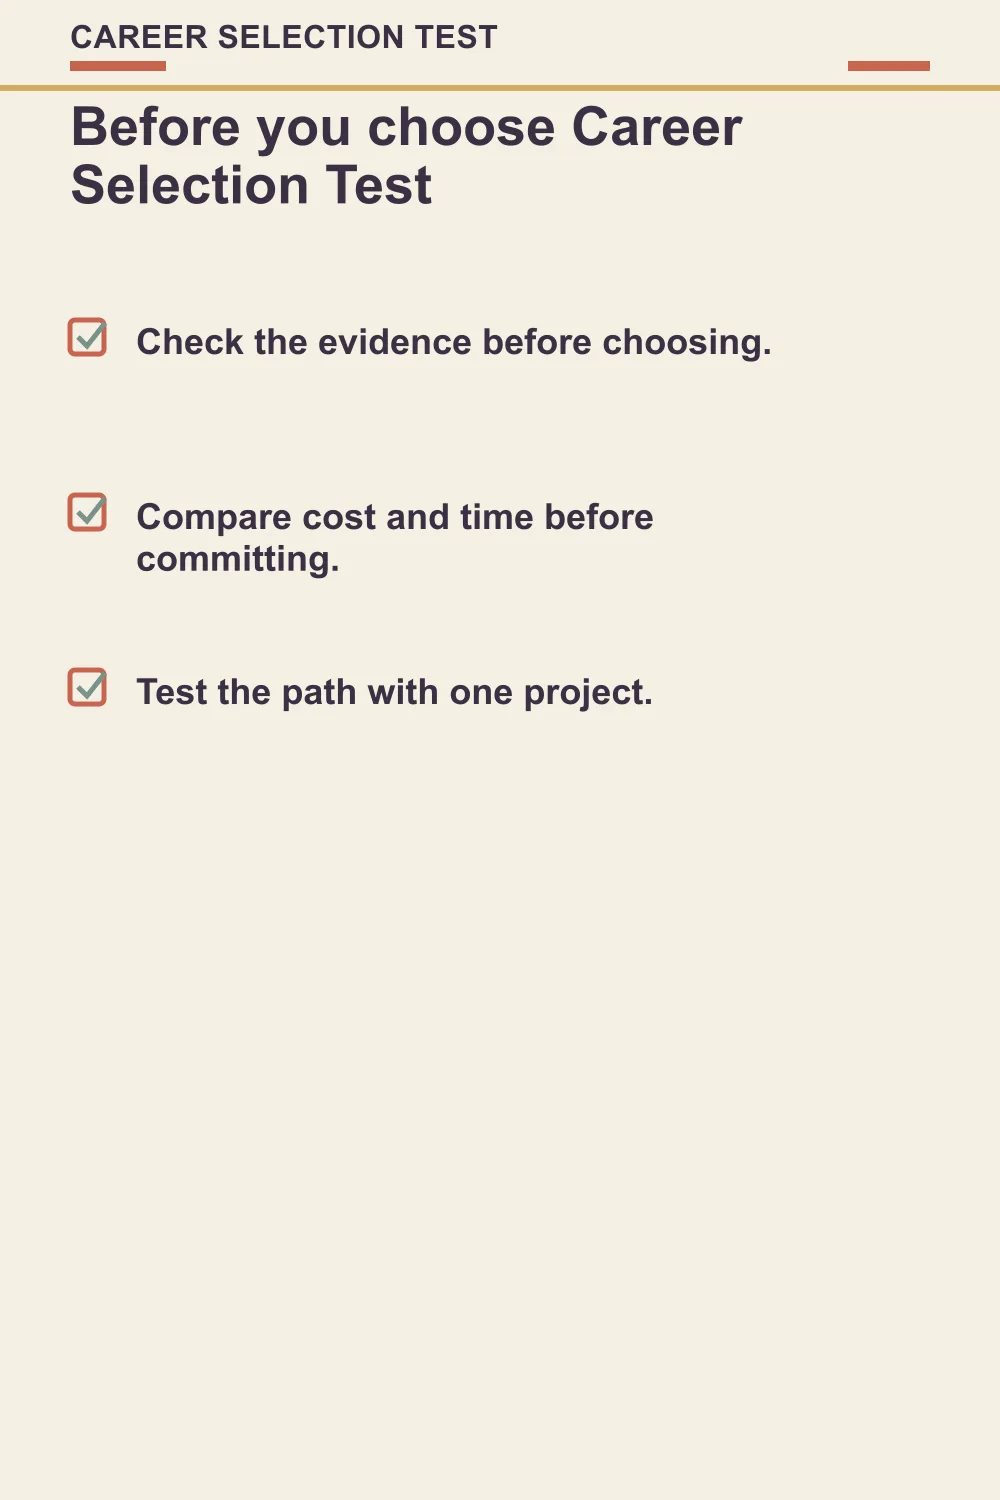 CAREER SELECTION TEST
Before you choose Career
Selection Test
Check the evidence before choosing.
Compare cost and time before
committing.
Test the path with one project.